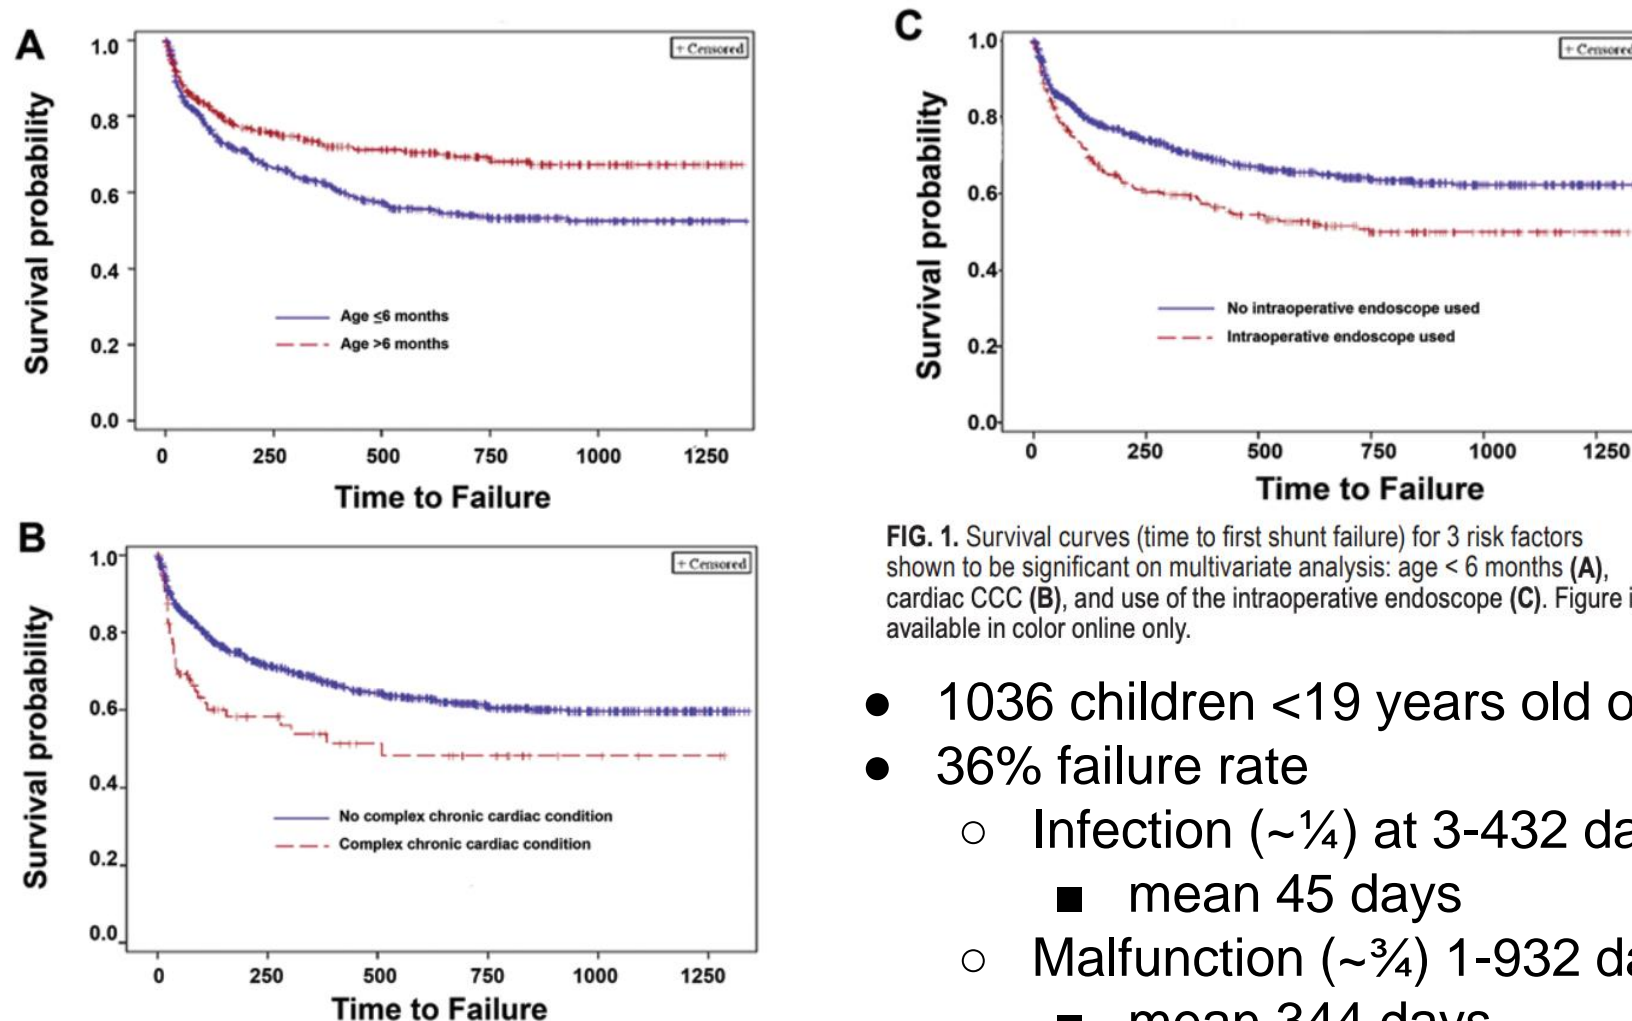 A
Survival probability
1.0
0.8
0.6
0.4
0.2
0.0
+ Censored
Age ≤6 months
Age >6 months
0 250 500 750 1000 1250
Time to Failure
B
Survival probability
1.0
0.8
0.6
0.4
0.2
0.0
+ Censored
No complex chronic cardiac condition
Complex chronic cardiac condition
0 250 500 750 1000 1250
Time to Failure
C
Survival probability
1.0
0.8
0.6
0.4
0.2
0.0
+ Censored
No intraoperative endoscope used
Intraoperative endoscope used
0 250 500 750 1000 1250
Time to Failure
FIG. 1. Survival curves (time to first shunt failure) for 3 risk factors
shown to be significant on multivariate analysis: age < 6 months (A),
cardiac CCC (B), and use of the intraoperative endoscope (C). Figure
available in color online only.
● 1036 children <19 years old
● 36% failure rate
○ Infection (~¼) at 3-432
■ mean 45 days
○ Malfunction (~¾) 1-932
■ mean 344 days